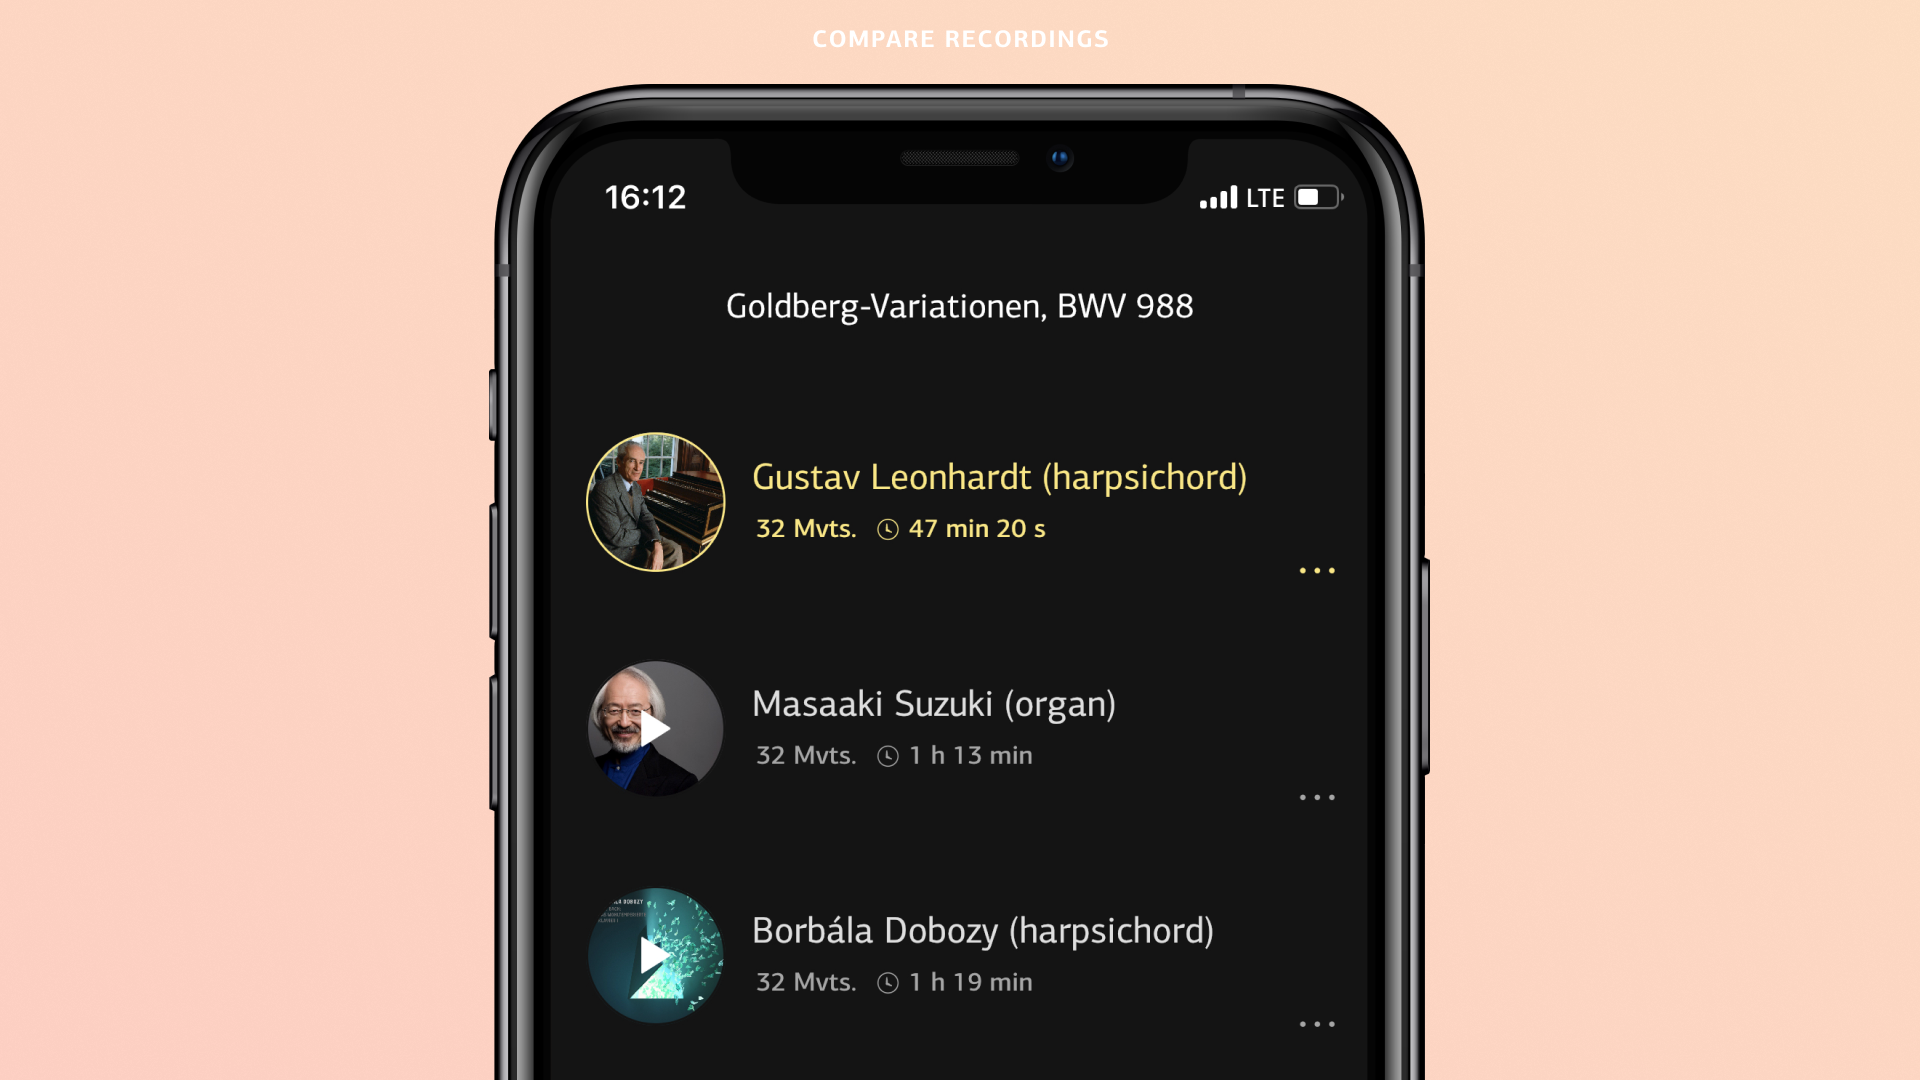 COMPARE RECORDINGS
16:12
LTE
Goldberg-Variationen, BWV 988
Gustav Leonhardt (harpsichord)
32 Mvts. 47 min 20 s
Masaaki Suzuki (organ)
32 Mvts. 1 h 13 min
DOBOZY
Borbála Dobozy (harpsichord)
32 Mvts. 1 h 19 min